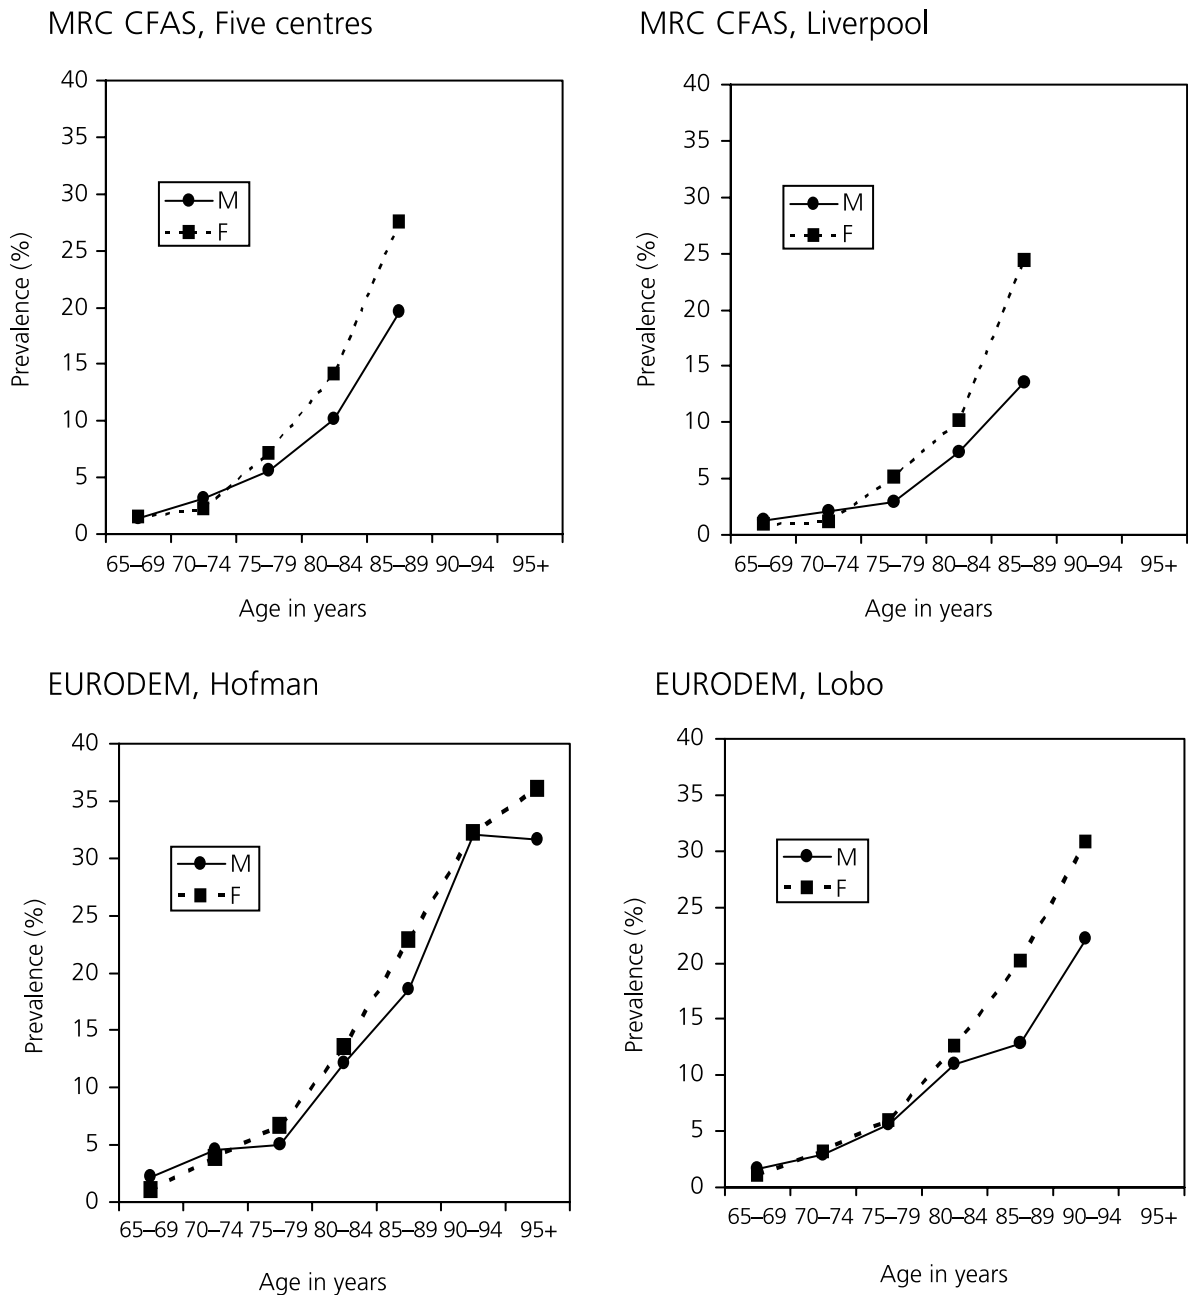 MRC CFAS, Five centres
40
35
30
25
20
15
10
5
0
Prevalence (%)
M
F
65–69 70–74 75–79 80–84 85–89 90–94 95+
Age in years
MRC CFAS, Liverpool
40
35
30
25
20
15
10
5
0
Prevalence (%)
M
F
65–69 70–74 75–79 80–84 85–89 90–94 95+
Age in years
EURODEM, Hofman
40
35
30
25
20
15
10
5
0
Prevalence (%)
M
F
65–69 70–74 75–79 80–84 85–89 90–94 95+
Age in years
EURODEM, Lobo
40
35
30
25
20
15
10
5
0
Prevalence (%)
M
F
65–69 70–74 75–79 80–84 85–89 90–94 95+
Age in years